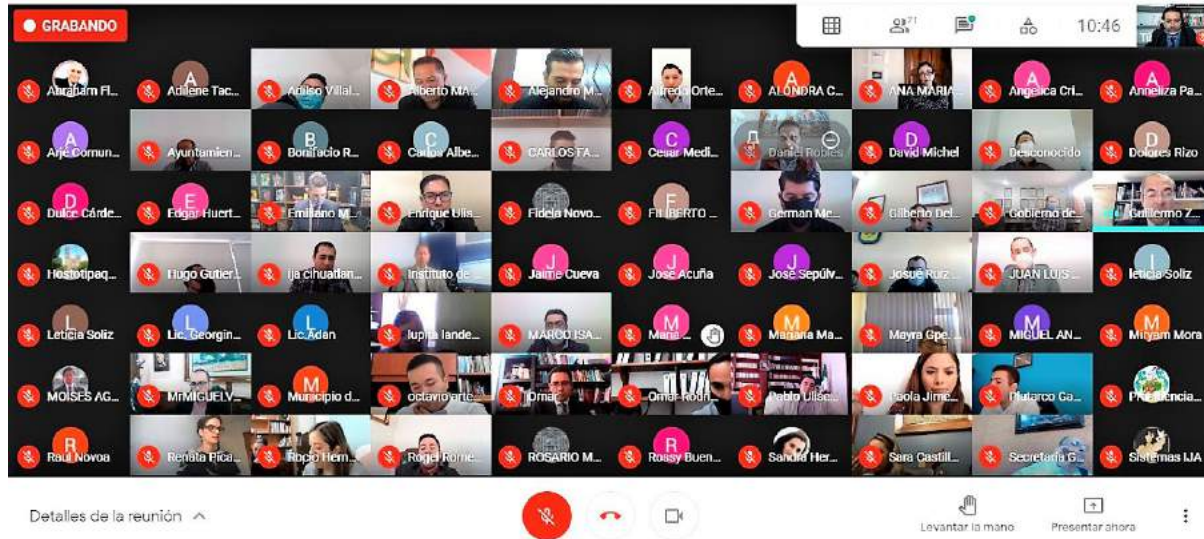 GRABANDO
71
10:46
Abraham Fl...
Adilene Tac...
Adilso Villal...
Alberto MA...
Alejandro M...
Alfredo Orte...
ALONDRA C...
ANA MARIA
Angelica Cri...
Anneliza Pa...
A
A
A
A
Arje Comun...
Ayuntamien...
Bonifacio R...
Carlos Albe...
CARLOS TA...
Cesar Medi...
Daniel Robles
David Michel
Desconocido
Dolores Rizo
A
B
C
C
D
D
Dulce Cárde...
Edgar Huert...
Emiliano M...
Enrique Ulis...
Fidela Novo...
FILIBERTO ...
German Me...
Gilberto Del...
Gobierno de...
Guillermo Z...
D
E
F
Hostotipaq...
Hugo Gutier...
ija cihuatlan...
Instituto de ...
Jaime Cueva
José Acuña
José Sepúlv...
Josué Ruiz
JUAN LUIS ...
leticia Soliz
J
J
J
l
Leticia Soliz
Lic. Georgin...
Lic.Adan
lupita lande...
MARCO ISA...
Maria ...
Mariana Ma...
Mayra Gpe. ...
MIGUEL AN...
Miryam Mora
L
L
L
M
M
M
M
MOISES AG...
MrMIGUELV...
Municipio d...
octavio arte...
Omar
Omar Rodri...
Pablo Ulise...
Paola Jime...
Plutarco Ga...
Presidencia...
M
Raul Novoa
Renata Pica...
Rocio Hern...
Rogel Rome...
ROSARIO M...
Rossy Buen...
Sandra Her...
Sara Castill...
Secretaría G...
Sistemas IJA
R
R
Detalles de la reunión
Levantar la mano
Presentar ahora